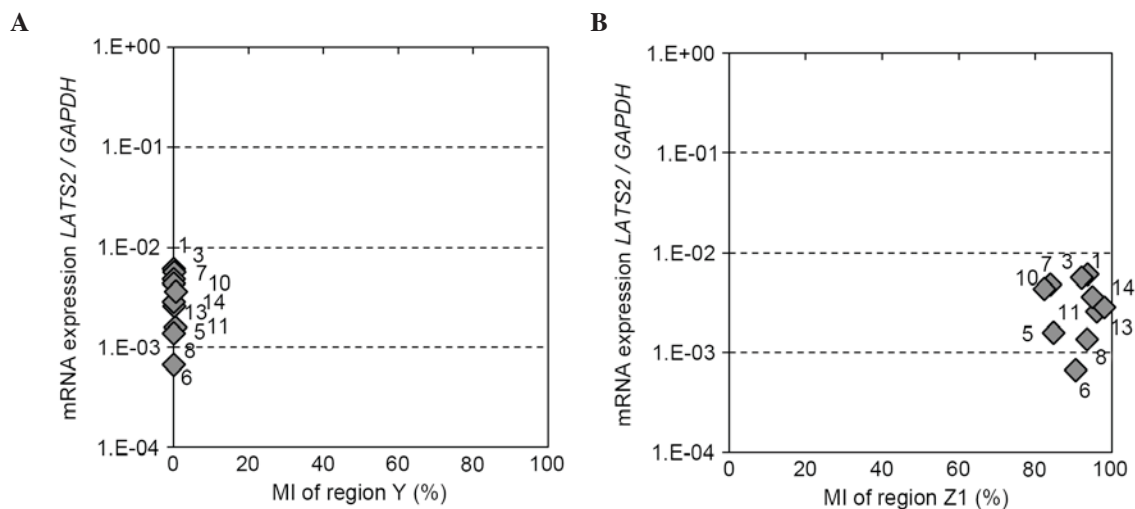 A
mRNA expression LATS2 / GAPDH
1.E+00
1.E-01
1.E-02
1.E-03
1.E-04
1
3
7
10
14
13
11
5
8
6
0 20 40 60 80 100
MI of region Y (%)
B
mRNA expression LATS2 / GAPDH
1.E+00
1.E-01
1.E-02
1.E-03
1.E-04
7 3 1
10
14
11
13
5
8
6
0 20 40 60 80 100
MI of region Z1 (%)